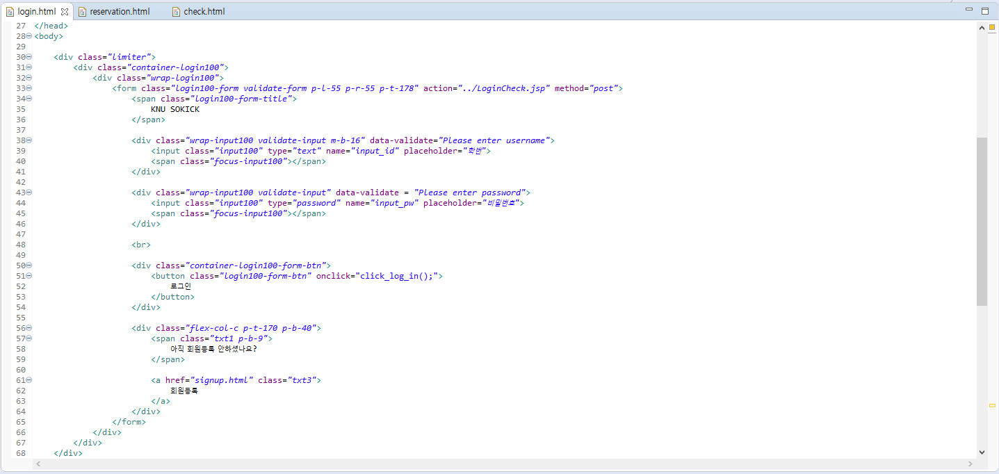 login.html reservation.html check.html
27 </head>
28 <body>
29
30 <div class="limiter">
31 <div class="container-login100">
32 <div class="wrap-login100">
33 <form class="login100-form validate-form p-l-55 p-r-55 p-t-178" action="../LoginCheck.jsp" method="post">
34 <span class="login100-form-title">
35 KNU SOKICK
36 </span>
37
38 <div class="wrap-input100 validate-input m-b-16" data-validate="Please enter username">
39 <input class="input100" type="text" name="input_id" placeholder="학번">
40 <span class="focus-input100"></span>
41 </div>
42
43 <div class="wrap-input100 validate-input" data-validate = "Please enter password">
44 <input class="input100" type="password" name="input_pw" placeholder="비밀번호">
45 <span class="focus-input100"></span>
46 </div>
47
48 <br>
49
50 <div class="container-login100-form-btn">
51 <button class="login100-form-btn" onclick="click_log_in();">
52 로그인
53 </button>
54 </div>
55
56 <div class="flex-col-c p-t-170 p-b-40">
57 <span class="txt1 p-b-9">
58 아직 회원등록 안하셨나요?
59 </span>
60
61 <a href="signup.html" class="txt3">
62 회원등록
63 </a>
64 </div>
65 </form>
66 </div>
67 </div>
68 </div>